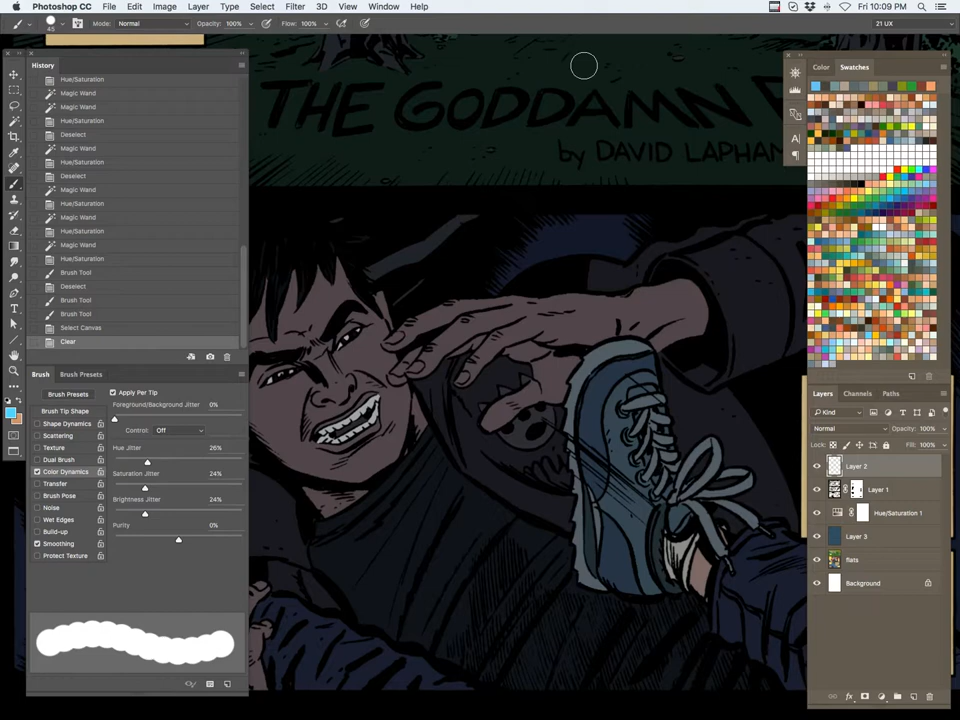 Photoshop CC File Edit Image Layer Type Select Filter 3D View Window Help Fri 10:09 PM
45 Mode: Normal Opacity: 100% Flow: 100% 21 UX
History
Hue/Saturation
Magic Wand
Magic Wand
Hue/Saturation
Deselect
Magic Wand
Hue/Saturation
Deselect
Magic Wand
Hue/Saturation
Magic Wand
Hue/Saturation
Magic Wand
Hue/Saturation
Brush Tool
Deselect
Brush Tool
Brush Tool
Select Canvas
Clear
Brush Brush Presets
Brush Presets
Apply Per Tip
Brush Tip Shape
Foreground/Background Jitter 0%
Shape Dynamics
Control: Off
Scattering
Texture
Hue Jitter 26%
Dual Brush
Color Dynamics
Saturation Jitter 24%
Transfer
Brush Pose
Brightness Jitter 24%
Noise
Wet Edges
Purity 0%
Build-up
Smoothing
Protect Texture
THE GODDAMN
by DAVID LAPHAM
Color Swatches
A
Layers Channels Paths
Kind
Normal Opacity: 100%
Lock: Fill: 100%
Layer 2
Layer 1
Hue/Saturation 1
Layer 3
flats
Background
fx